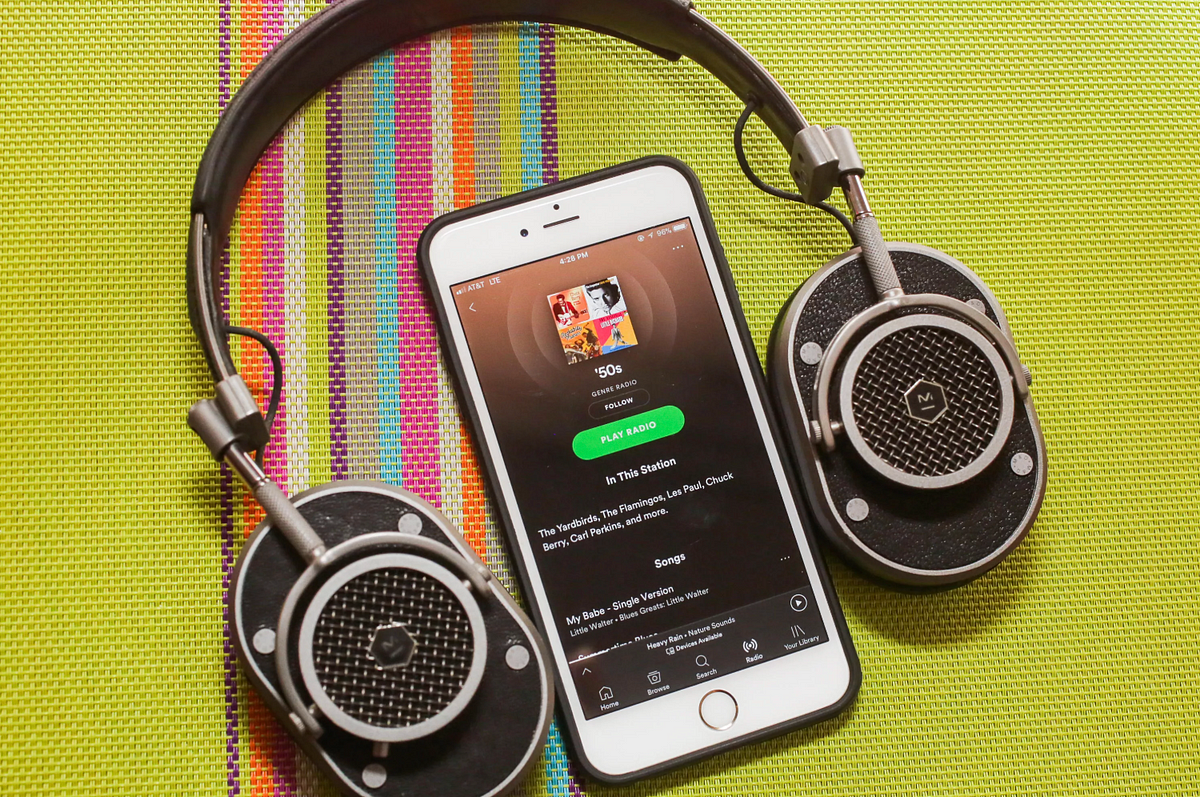 AT&T LTE
4:28 PM
96%
'50s
GENRE RADIO
FOLLOW
PLAY RADIO
In This Station
The Yardbirds, The Flamingos, Les Paul, Chuck
Berry, Carl Perkins, and more.
Songs
My Babe - Single Version
Little Walter • Blues Greats: Little Walter
Heavy Rain • Nature Sounds
Devices Available
Home
Browse
Search
Radio
Your Library
M